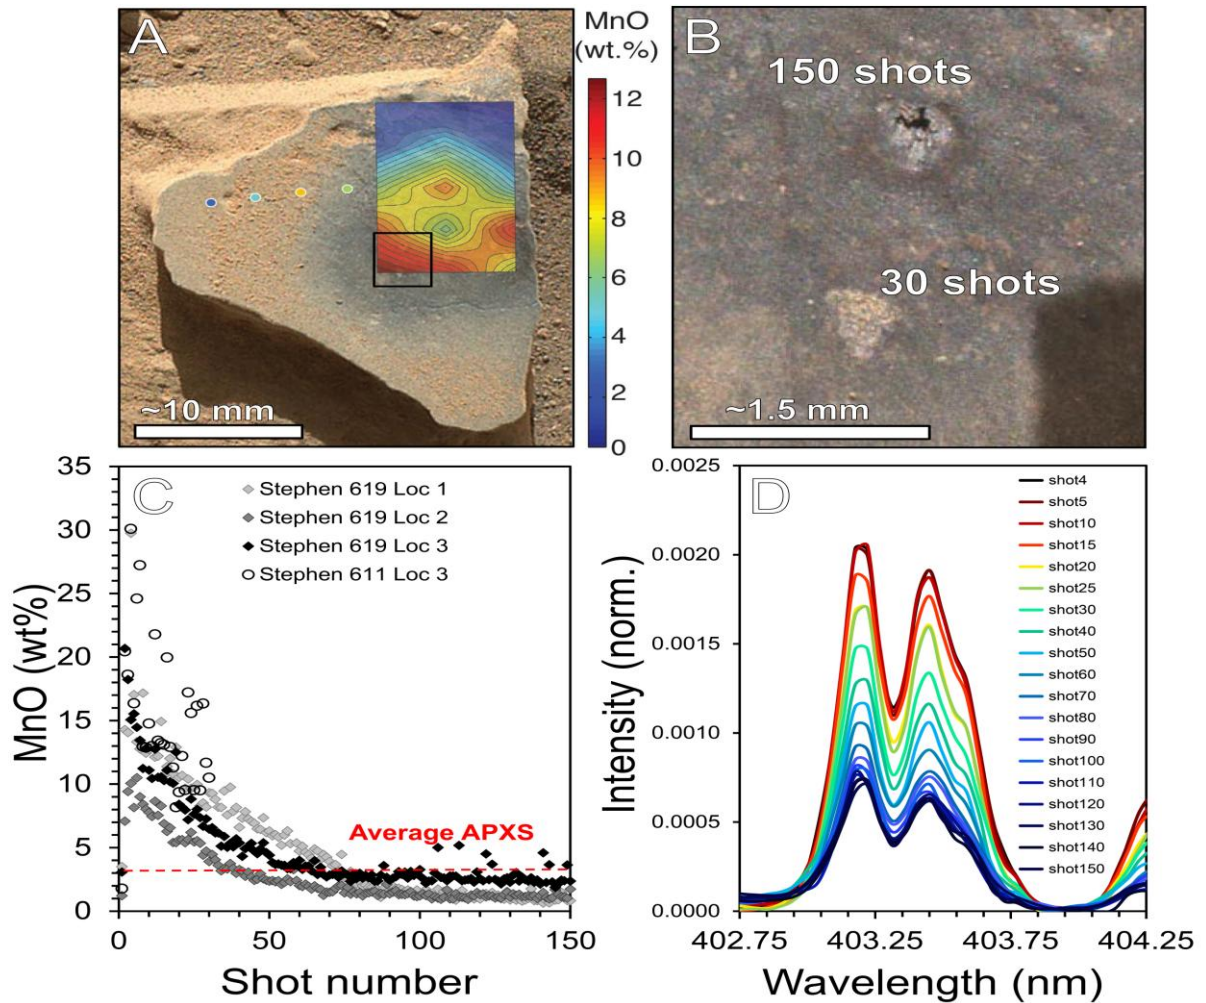 A
MnO
(wt.%)
12
10
8
6
4
2
0
~10 mm
B
150 shots
30 shots
~1.5 mm
C
35
30
25
20
15
10
5
0
MnO (wt%)
Stephen 619 Loc 1
Stephen 619 Loc 2
Stephen 619 Loc 3
Stephen 611 Loc 3
Average APXS
0
50
100
150
Shot number
D
0.0025
0.0020
0.0015
0.0010
0.0005
0.0000
Intensity (norm.)
shot4
shot5
shot10
shot15
shot20
shot25
shot30
shot40
shot50
shot60
shot70
shot80
shot90
shot100
shot110
shot120
shot130
shot140
shot150
402.75
403.25
403.75
404.25
Wavelength (nm)